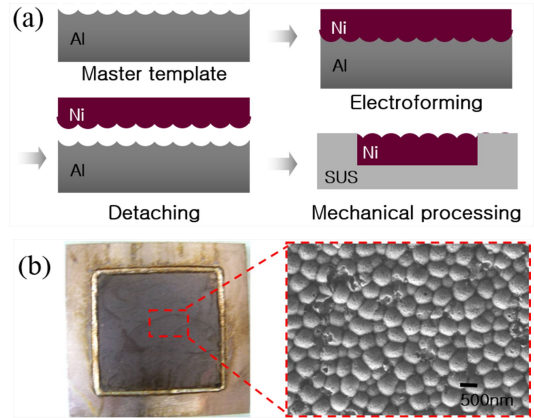 (a)
Al
Master template
Ni
Al
Electroforming
Ni
Al
Detaching
Ni
SUS
Mechanical processing
(b)
500nm